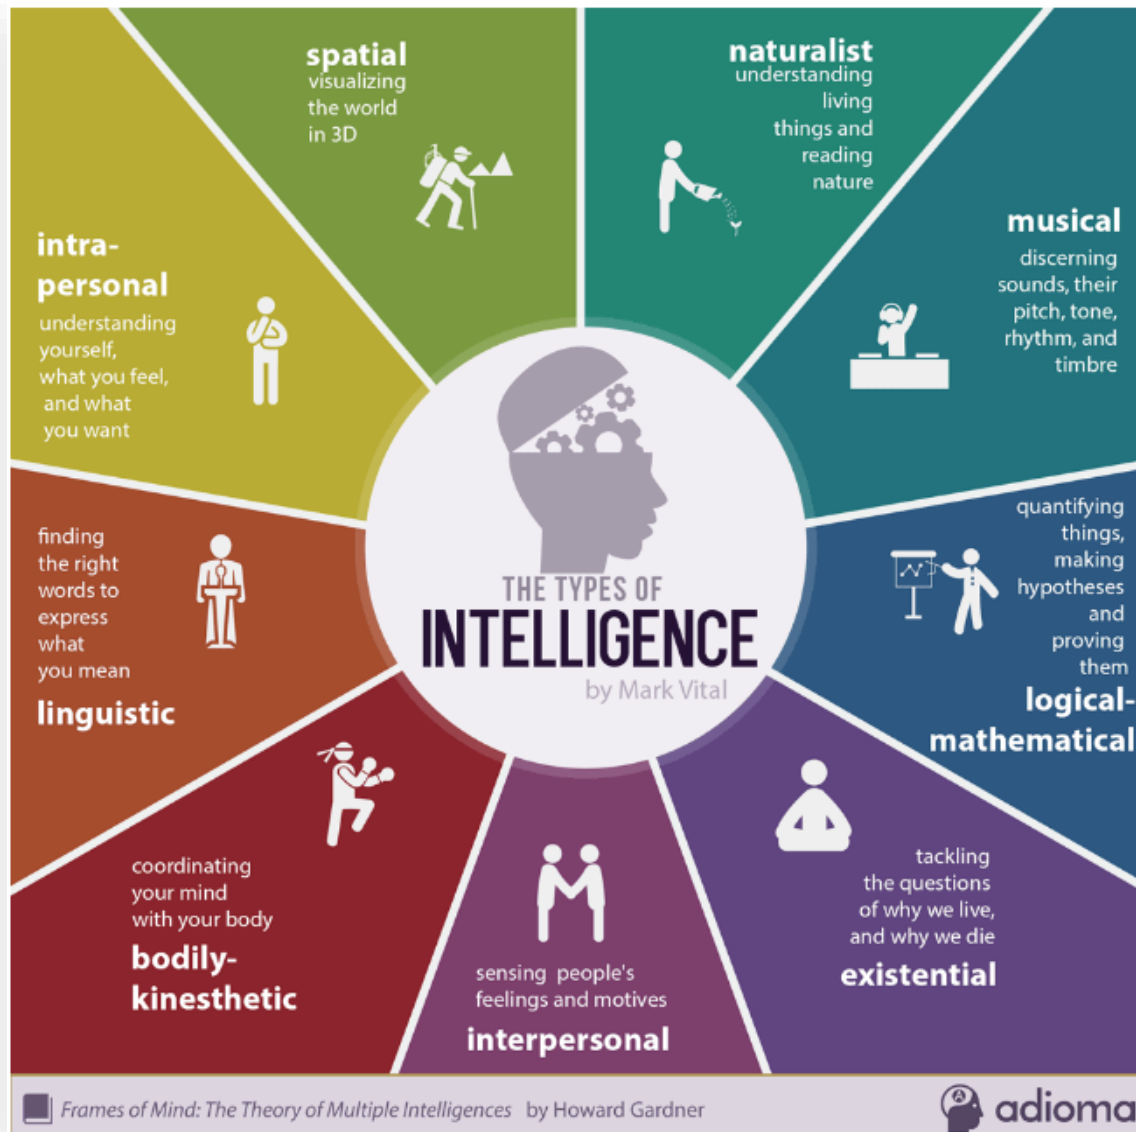 spatial
visualizing
the world
in 3D
naturalist
understanding
living
things and
reading
nature
musical
discerning
sounds, their
pitch, tone,
rhythm, and
timbre
quantifying
things,
making
hypotheses
and
proving
them
logical-
mathematical
tackling
the questions
of why we live,
and why we die
existential
sensing people's
feelings and motives
interpersonal
coordinating
your mind
with your body
bodily-
kinesthetic
finding
the right
words to
express
what
you mean
linguistic
intra-
personal
understanding
yourself,
what you feel,
and what
you want
THE TYPES OF
INTELLIGENCE
by Mark Vital
Frames of Mind: The Theory of Multiple Intelligences by Howard Gardner
A adioma